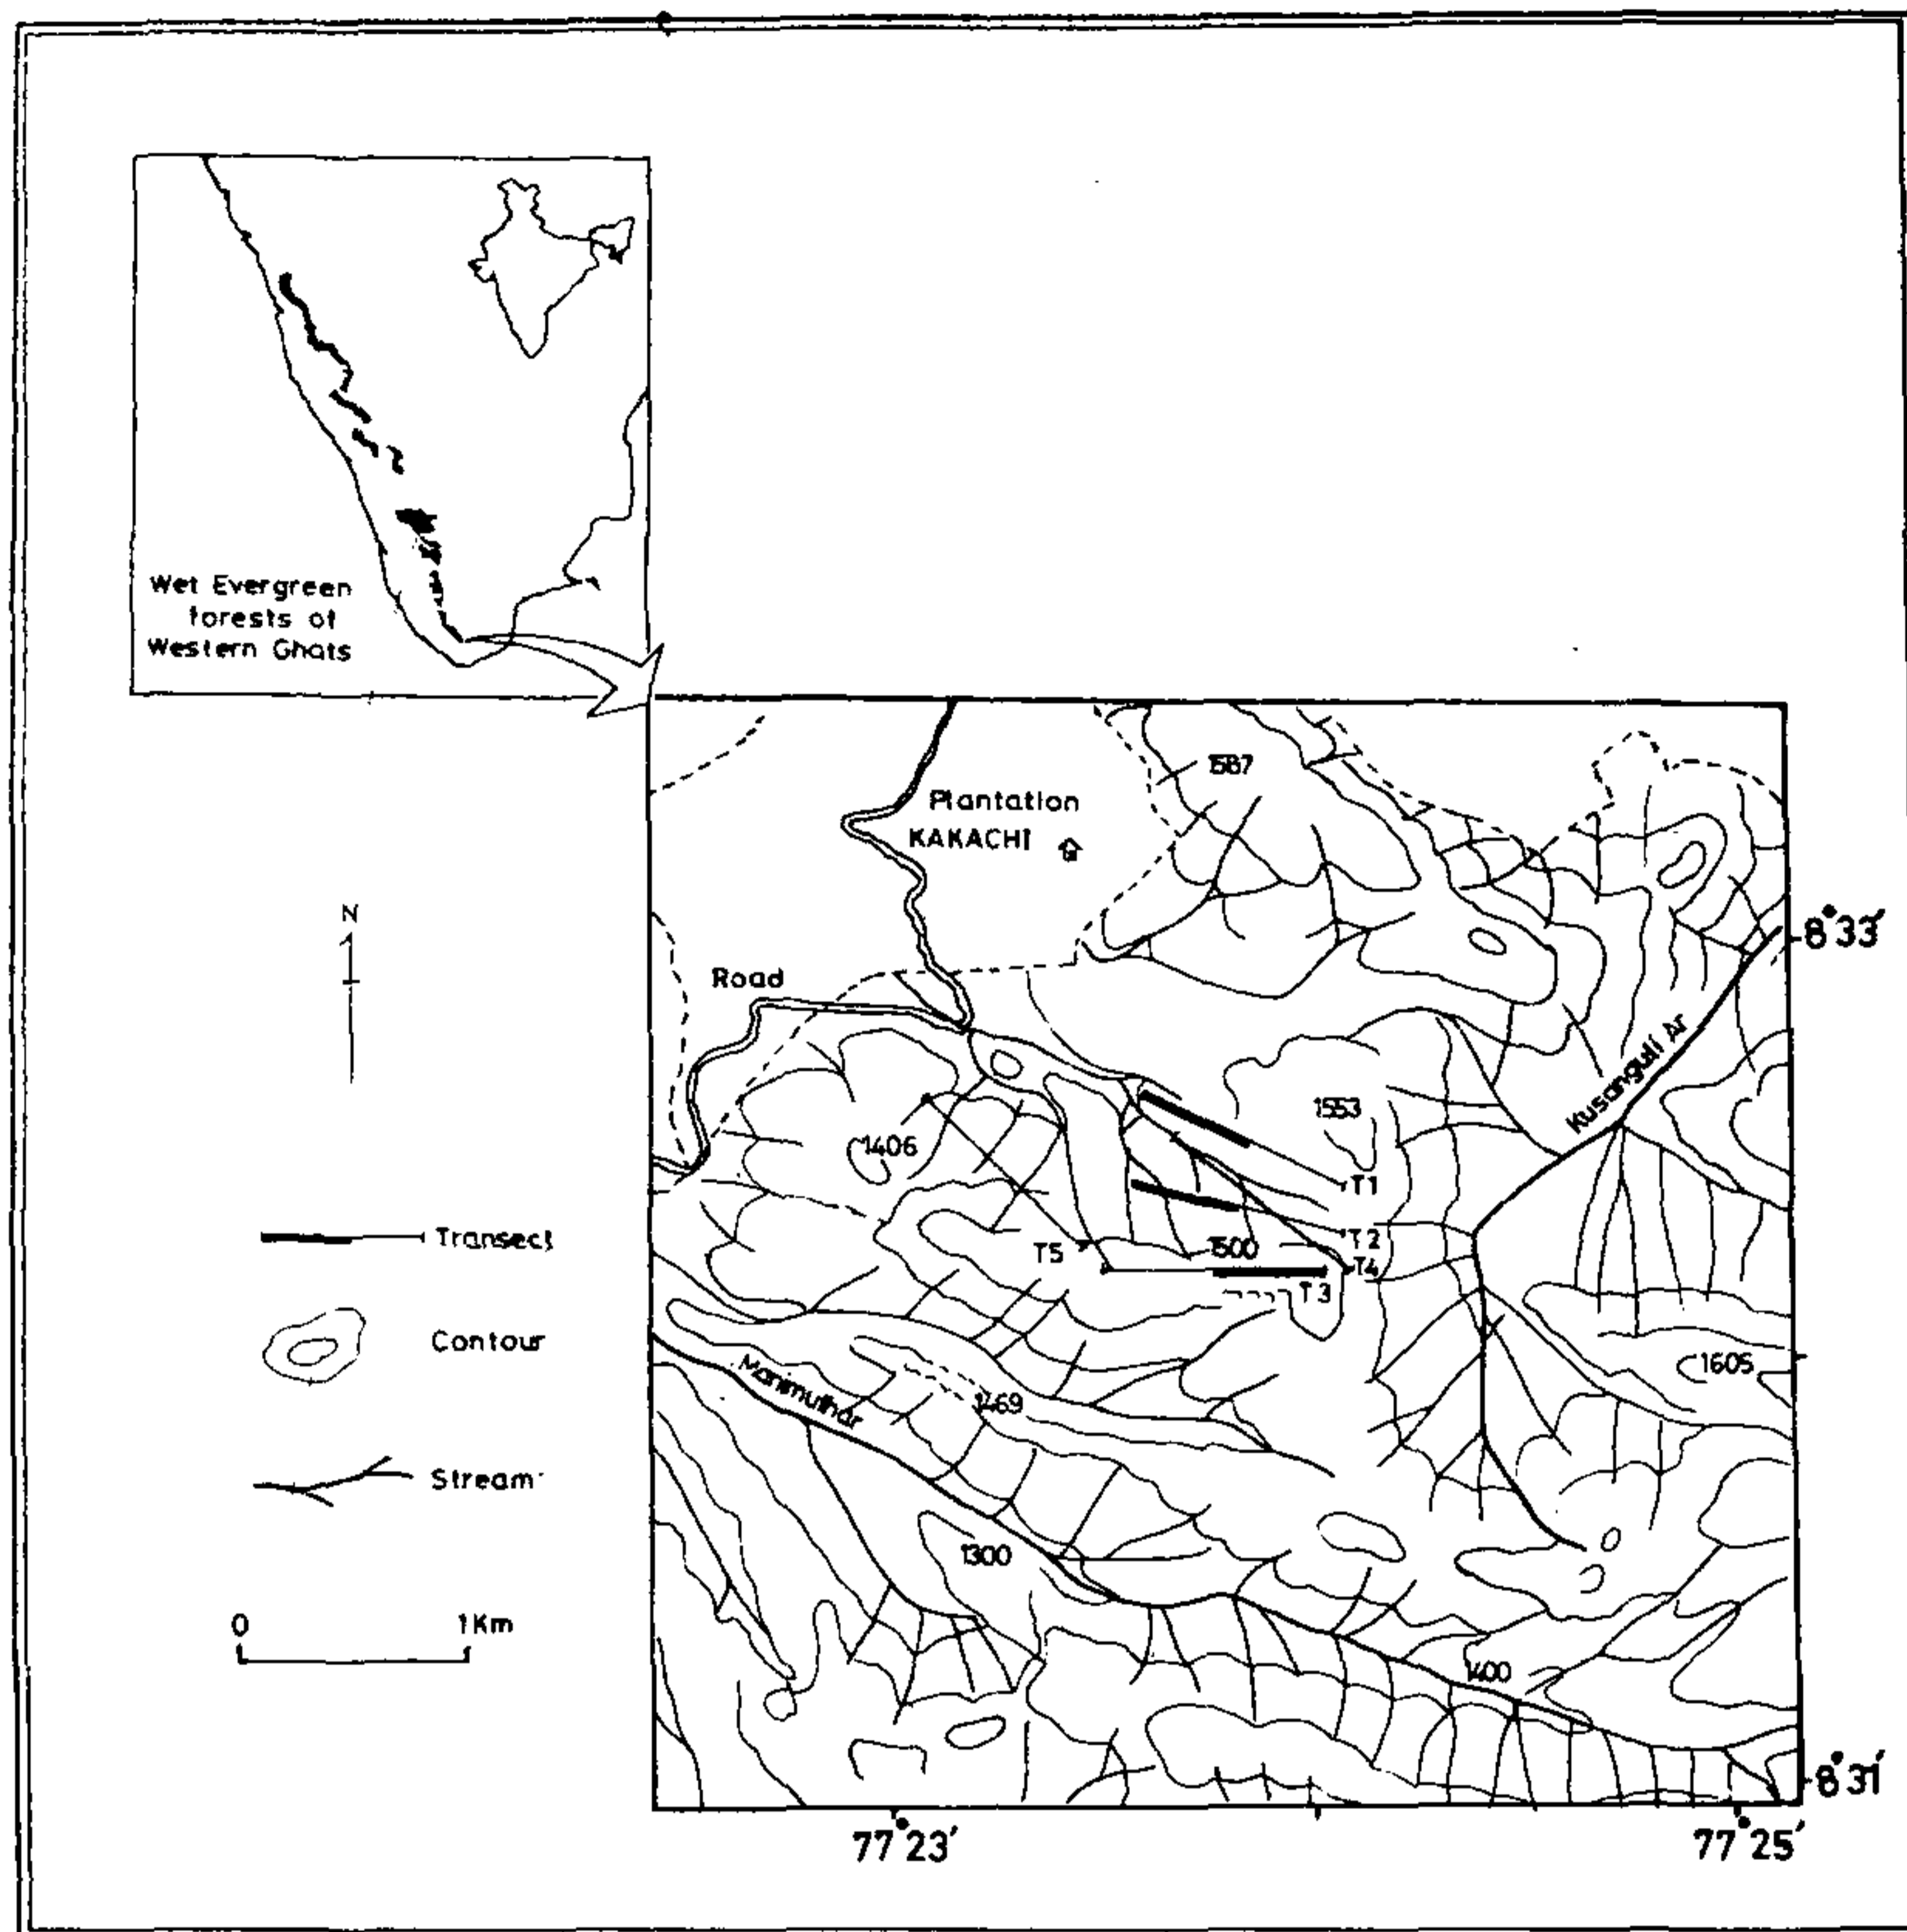 Wet Evergreen
forests of
Western Ghats
1587
Plantation
KAKACHI
8°33′
N
Road
Kusanguli Ar
1553
1406
T1
Transect
T2
T5
1500
T4
T3
Contour
1605
Manimuthar
1469
Stream
1300
0
1Km
1400
8°31′
77°23′
77°25′